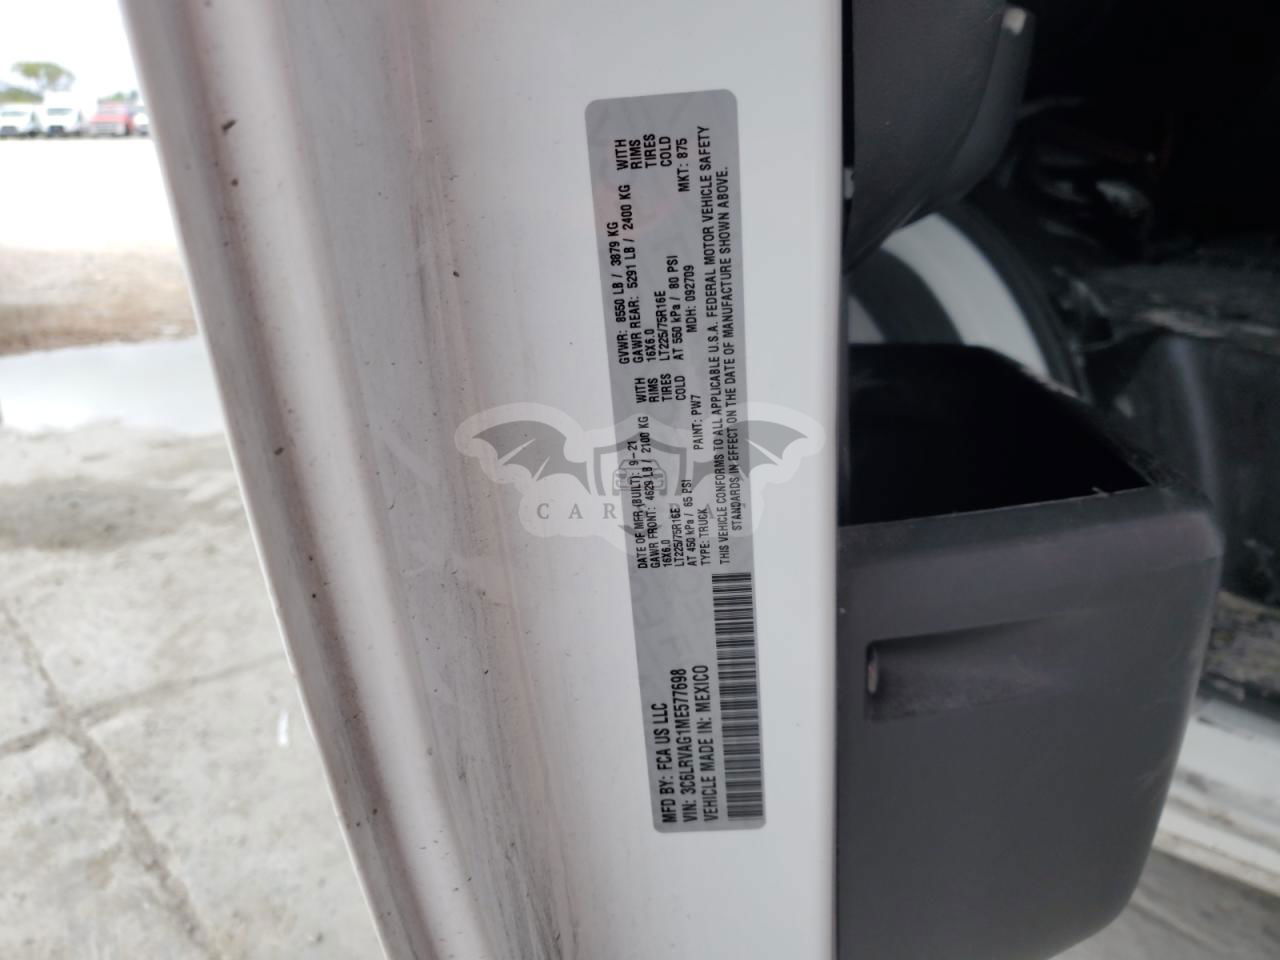 MFD BY: FCA US LLC
VIN: 3C6LRVAG1ME577698
VEHICLE MADE IN: MEXICO
DATE OF MFR (BUILT): 9-21 GVWR: 8550 LB / 3879 KG
GAWR FRONT: 4629 LB / 2100 KG WITH GAWR REAR: 5291 LB / 2400 KG WITH
16X6.0 RIMS 16X6.0 RIMS
LT225/75R16E TIRES LT225/75R16E TIRES
AT 450 kPa / 65 PSI COLD AT 550 kPa / 80 PSI COLD
TYPE: TRUCK PAINT: PW7 MDH: 092709 MKT: 875
THIS VEHICLE CONFORMS TO ALL APPLICABLE U.S.A. FEDERAL MOTOR VEHICLE SAFETY
STANDARDS IN EFFECT ON THE DATE OF MANUFACTURE SHOWN ABOVE.